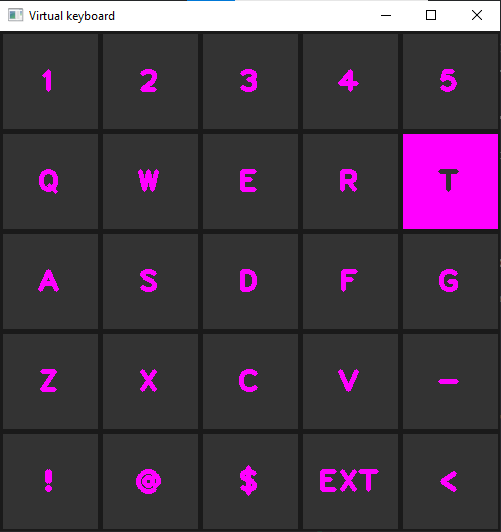 Virtual keyboard
1 2 3 4 5
Q W E R T
A S D F G
Z X C V -
! @ $ EXT <